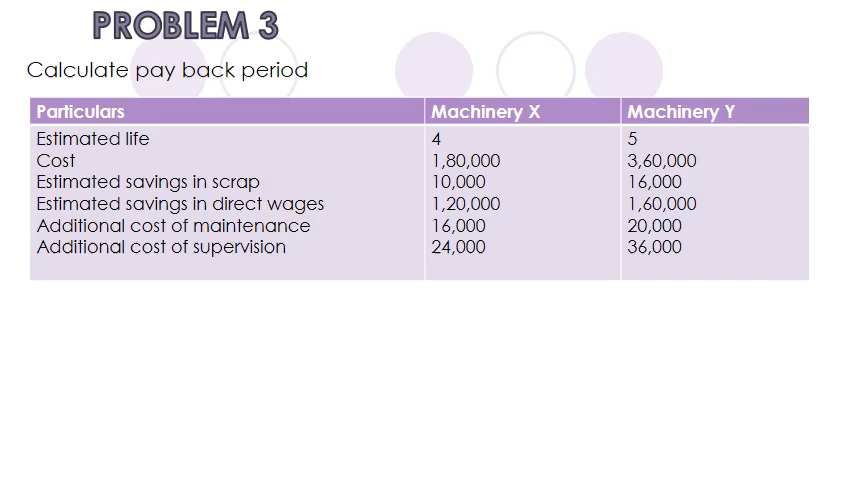 PROBLEM 3
Calculate pay back period
Particulars Machinery X Machinery Y
Estimated life 4 5
Cost 1,80,000 3,60,000
Estimated savings in scrap 10,000 16,000
Estimated savings in direct wages 1,20,000 1,60,000
Additional cost of maintenance 16,000 20,000
Additional cost of supervision 24,000 36,000